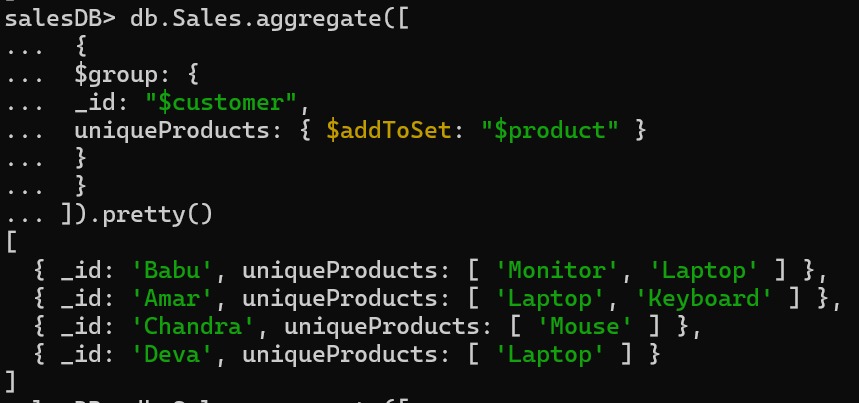 salesDB> db.Sales.aggregate([
...  {
...  $group: {
...  _id: "$customer",
...  uniqueProducts: { $addToSet: "$product" }
...  }
...  }
... ]).pretty()
[
  { _id: 'Babu', uniqueProducts: [ 'Monitor', 'Laptop' ] },
  { _id: 'Amar', uniqueProducts: [ 'Laptop', 'Keyboard' ] },
  { _id: 'Chandra', uniqueProducts: [ 'Mouse' ] },
  { _id: 'Deva', uniqueProducts: [ 'Laptop' ] }
]